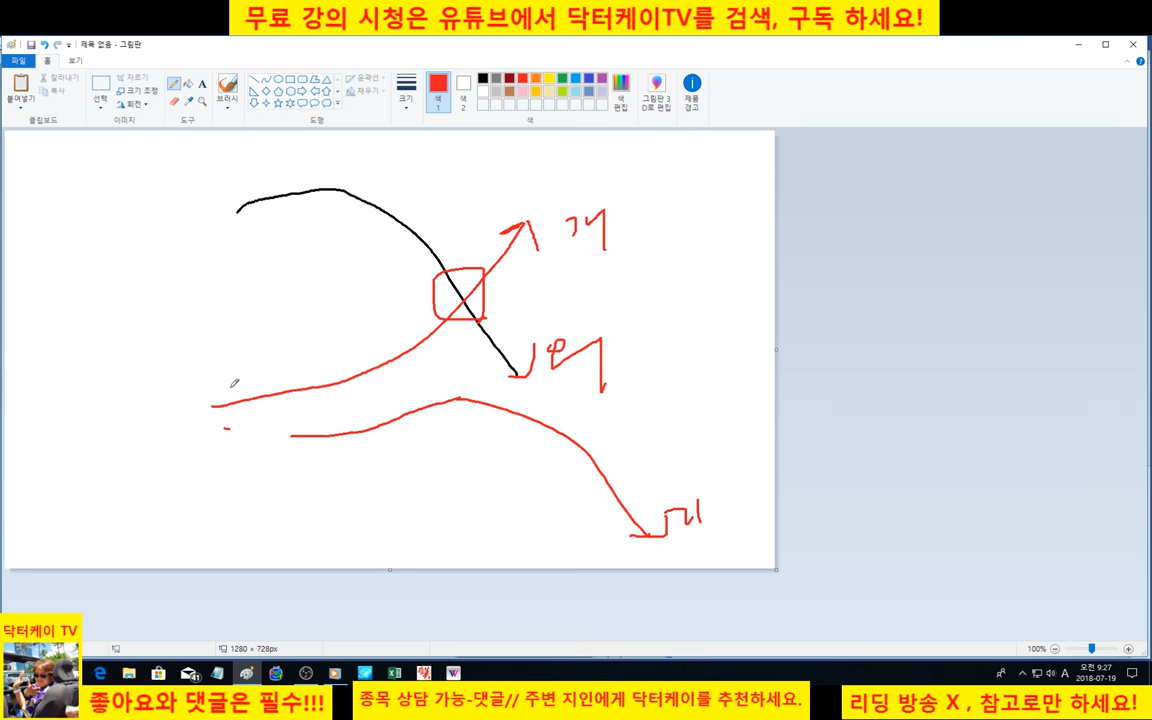 무료 강의 시청은 유튜브에서 닥터케이TV를 검색, 구독 하세요!
제목 없음 - 그림판
파일 홈 보기
붙여넣기 잘라내기 복사
클립보드
선택 자르기 크기 조정 회전
이미지
A
도구
브러시
윤곽선 채우기
도형
크기
색 1 색 2 색 편집
색
그림판 3D로 편집
제품 경고
1280 × 728px
100%
닥터케이 TV
41
W
A
오전 9:27
2018-07-19
좋아요와 댓글은 필수!!!
종목 상담 가능-댓글// 주변 지인에게 닥터케이를 추천하세요.
리딩 방송 X , 참고로만 하세요!